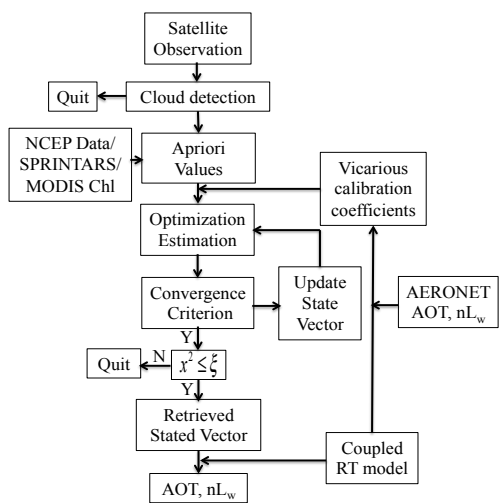 Satellite
Observation
Quit
Cloud detection
NCEP Data/
SPRINTARS/
MODIS Chl
Apriori
Values
Vicarious
calibration
coefficients
Optimization
Estimation
Convergence
Criterion
Update
State
Vector
AERONET
AOT, nLw
Y
Quit
N
x² ≤ ξ
Y
Retrieved
Stated Vector
Coupled
RT model
AOT, nLw